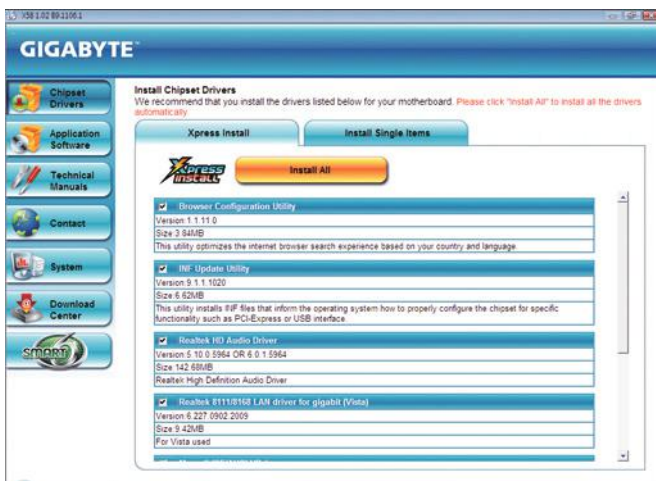 X58 1.02 B9.1106.1
GIGABYTE™
Chipset
Drivers
Application
Software
Technical
Manuals
Contact
System
Download
Center
SMART
Install Chipset Drivers
We recommend that you install the drivers listed below for your motherboard. Please click "Install All" to install all the drivers
automatically.
Xpress Install
Install Single Items
Xpress
INSTALL
Install All
Browser Configuration Utility
Version:1.1.11.0
Size:3.84MB
This utility optimizes the internet browser search experience based on your country and language.
INF Update Utility
Version:9.1.1.1020
Size:6.62MB
This utility installs INF files that inform the operating system how to properly configure the chipset for specific
functionality such as PCI-Express or USB interface.
Realtek HD Audio Driver
Version:5.10.0.5964 OR 6.0.1.5964
Size:142.68MB
Realtek High Definition Audio Driver
Realtek 8111/8168 LAN driver for gigabit (Vista)
Version:6.227.0902.2009
Size:9.42MB
For Vista used